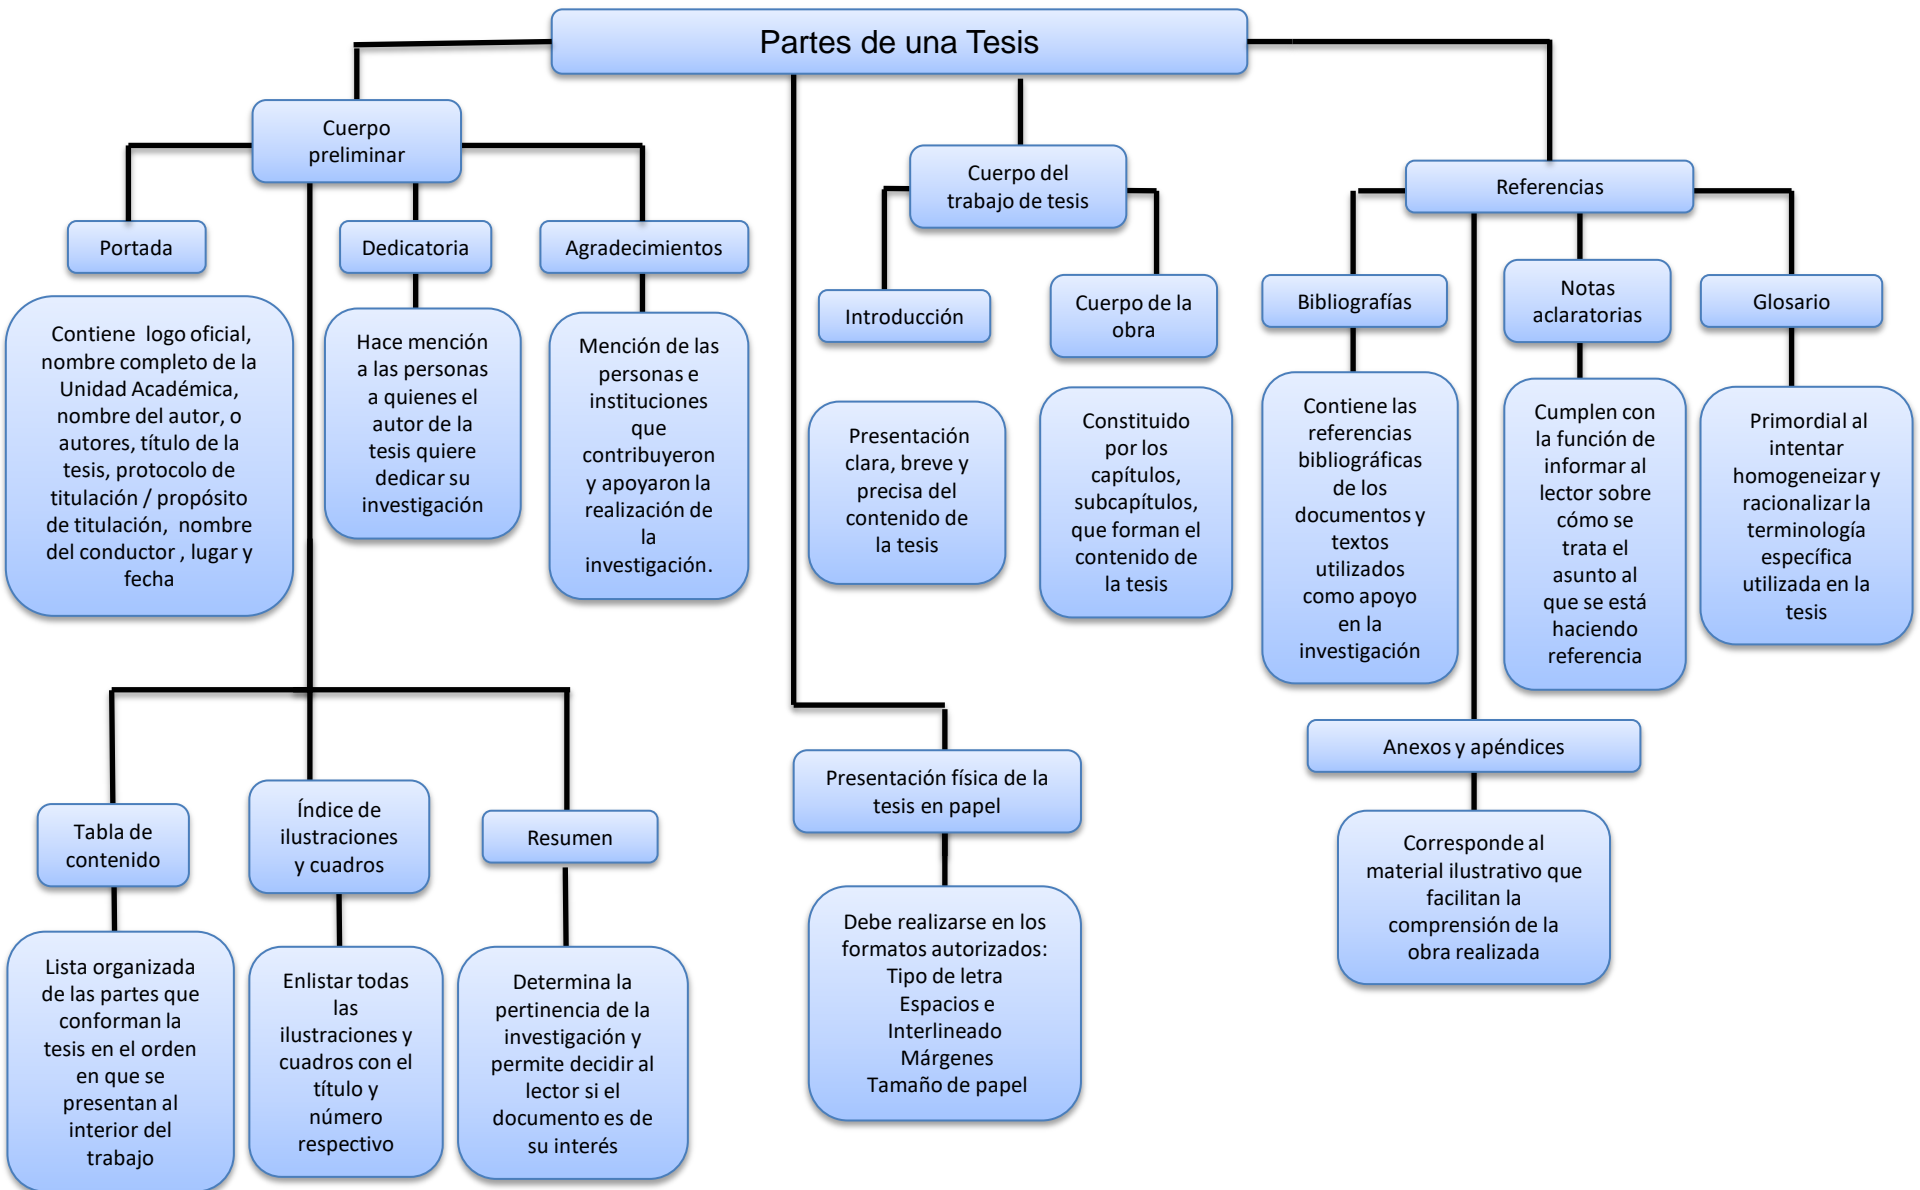 Partes de una Tesis
Cuerpo
preliminar
Portada
Contiene logo oficial,
nombre completo de la
Unidad Académica,
nombre del autor, o
autores, título de la
tesis, protocolo de
titulación / propósito
de titulación, nombre
del conductor , lugar y
fecha
Dedicatoria
Hace mención
a las personas
a quienes el
autor de la
tesis quiere
dedicar su
investigación
Agradecimientos
Mención de las
personas e
instituciones
que
contribuyeron
y apoyaron la
realización de
la
investigación.
Tabla de
contenido
Lista organizada
de las partes que
conforman la
tesis en el orden
en que se
presentan al
interior del
trabajo
Índice de
ilustraciones
y cuadros
Enlistar todas
las
ilustraciones y
cuadros con el
título y
número
respectivo
Resumen
Determina la
pertinencia de la
investigación y
permite decidir al
lector si el
documento es de
su interés
Presentación física de la
tesis en papel
Debe realizarse en los
formatos autorizados:
Tipo de letra
Espacios e
Interlineado
Márgenes
Tamaño de papel
Cuerpo del
trabajo de tesis
Introducción
Presentación
clara, breve y
precisa del
contenido de
la tesis
Cuerpo de la
obra
Constituido
por los
capítulos,
subcapítulos,
que forman el
contenido de
la tesis
Referencias
Bibliografías
Contiene las
referencias
bibliográficas
de los
documentos y
textos
utilizados
como apoyo
en la
investigación
Notas
aclaratorias
Cumplen con
la función de
informar al
lector sobre
cómo se
trata el
asunto al
que se está
haciendo
referencia
Glosario
Primordial al
intentar
homogeneizar y
racionalizar la
terminología
específica
utilizada en la
tesis
Anexos y apéndices
Corresponde al
material ilustrativo que
facilitan la
comprensión de la
obra realizada